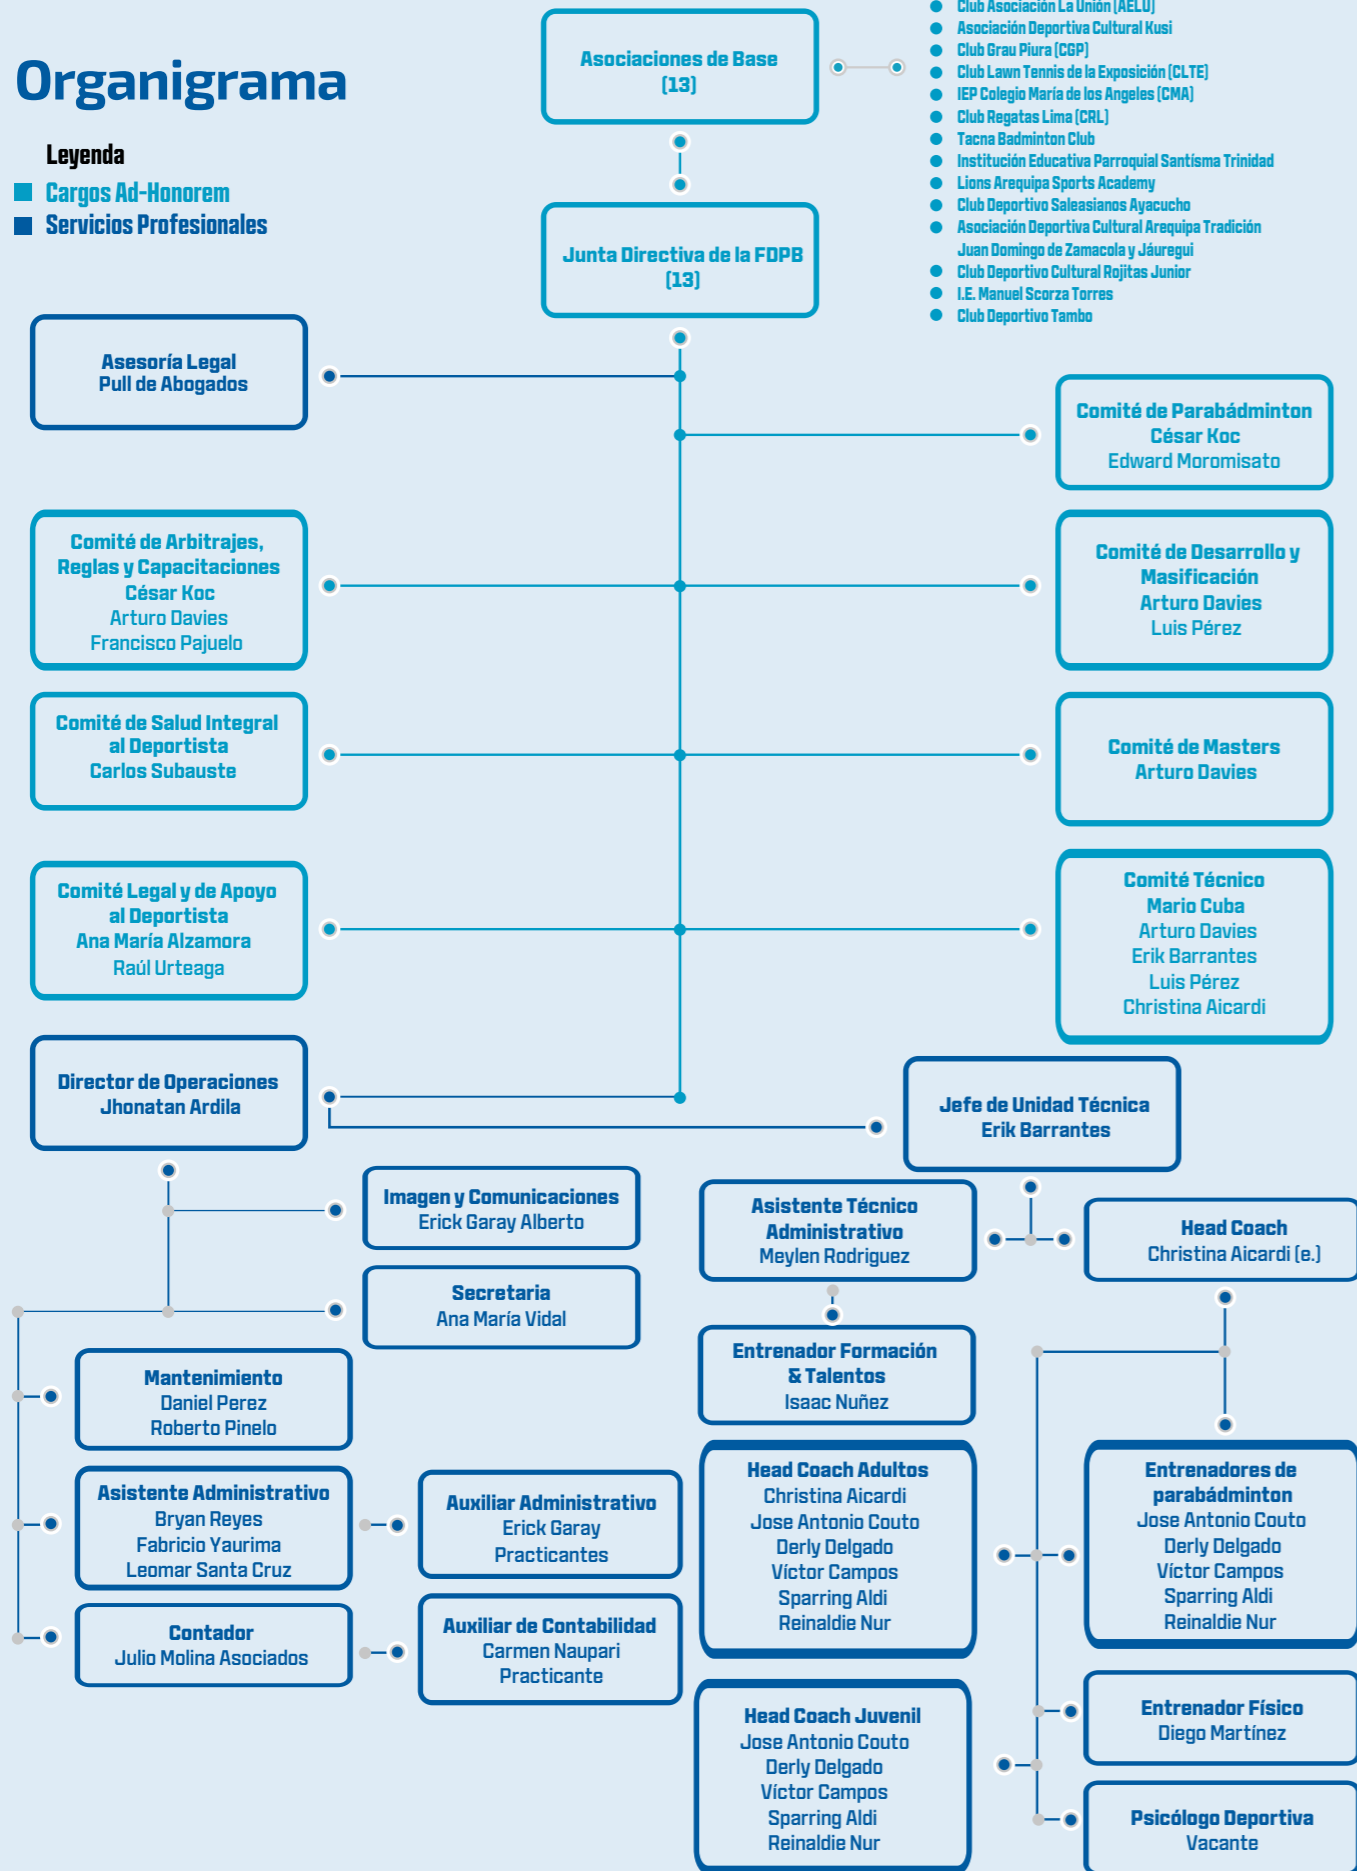 Organigrama
Leyenda
Cargos Ad-Honorem
Servicios Profesionales
Asociaciones de Base
(13)
Club Asociación La Unión (AELU)
Asociación Deportiva Cultural Kusi
Club Grau Piura (CGP)
Club Lawn Tennis de la Exposición (CLTE)
IEP Colegio María de los Angeles (CMA)
Club Regatas Lima (CRL)
Tacna Badminton Club
Institución Educativa Parroquial Santísma Trinidad
Lions Arequipa Sports Academy
Club Deportivo Saleasianos Ayacucho
Asociación Deportiva Cultural Arequipa Tradición
Juan Domingo de Zamacola y Jáuregui
Club Deportivo Cultural Rojitas Junior
I.E. Manuel Scorza Torres
Club Deportivo Tambo
Junta Directiva de la FDPB
(13)
Asesoría Legal
Pull de Abogados
Comité de Parabádminton
César Koc
Edward Moromisato
Comité de Arbitrajes,
Reglas y Capacitaciones
César Koc
Arturo Davies
Francisco Pajuelo
Comité de Desarrollo y
Masificación
Arturo Davies
Luis Pérez
Comité de Salud Integral
al Deportista
Carlos Subauste
Comité de Masters
Arturo Davies
Comité Legal y de Apoyo
al Deportista
Ana María Alzamora
Raúl Urteaga
Comité Técnico
Mario Cuba
Arturo Davies
Erik Barrantes
Luis Pérez
Christina Aicardi
Director de Operaciones
Jhonatan Ardila
Jefe de Unidad Técnica
Erik Barrantes
Imagen y Comunicaciones
Erick Garay Alberto
Secretaria
Ana María Vidal
Mantenimiento
Daniel Perez
Roberto Pinelo
Asistente Administrativo
Bryan Reyes
Fabricio Yaurima
Leomar Santa Cruz
Auxiliar Administrativo
Erick Garay
Practicantes
Contador
Julio Molina Asociados
Auxiliar de Contabilidad
Carmen Naupari
Practicante
Asistente Técnico
Administrativo
Meylen Rodriguez
Head Coach
Christina Aicardi (e.)
Entrenador Formación
& Talentos
Isaac Nuñez
Head Coach Adultos
Christina Aicardi
Jose Antonio Couto
Derly Delgado
Víctor Campos
Sparring Aldi
Reinaldie Nur
Entrenadores de
parabádminton
Jose Antonio Couto
Derly Delgado
Víctor Campos
Sparring Aldi
Reinaldie Nur
Head Coach Juvenil
Jose Antonio Couto
Derly Delgado
Víctor Campos
Sparring Aldi
Reinaldie Nur
Entrenador Físico
Diego Martínez
Psicólogo Deportiva
Vacante